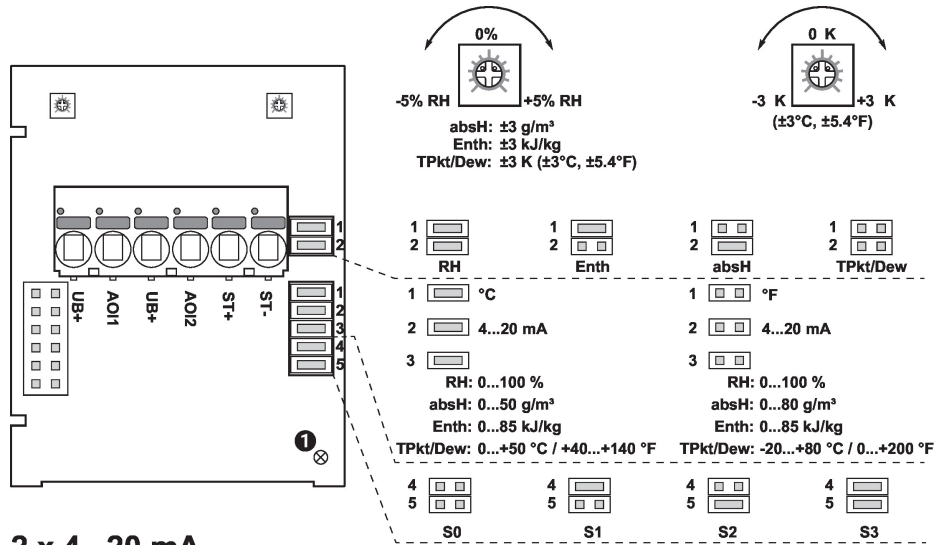 0%
-5% RH +5% RH
absH: ±3 g/m³
Enth: ±3 kJ/kg
TPkt/Dew: ±3 K (±3°C, ±5.4°F)
0 K
-3 K +3 K
(±3°C, ±5.4°F)
1
2
UB+ AOI1 UB+ AOI2 ST+ ST-
1
2
3
4
5
1
1
2
RH
1
2
Enth
1
2
absH
1
2
TPkt/Dew
1 °C
2 4...20 mA
3
RH: 0...100 %
absH: 0...50 g/m³
Enth: 0...85 kJ/kg
TPkt/Dew: 0...+50 °C / +40...+140 °F
1 °F
2 4...20 mA
3
RH: 0...100 %
absH: 0...80 g/m³
Enth: 0...85 kJ/kg
TPkt/Dew: -20...+80 °C / 0...+200 °F
4
5
S0
4
5
S1
4
5
S2
4
5
S3
2 x 4...20 mA